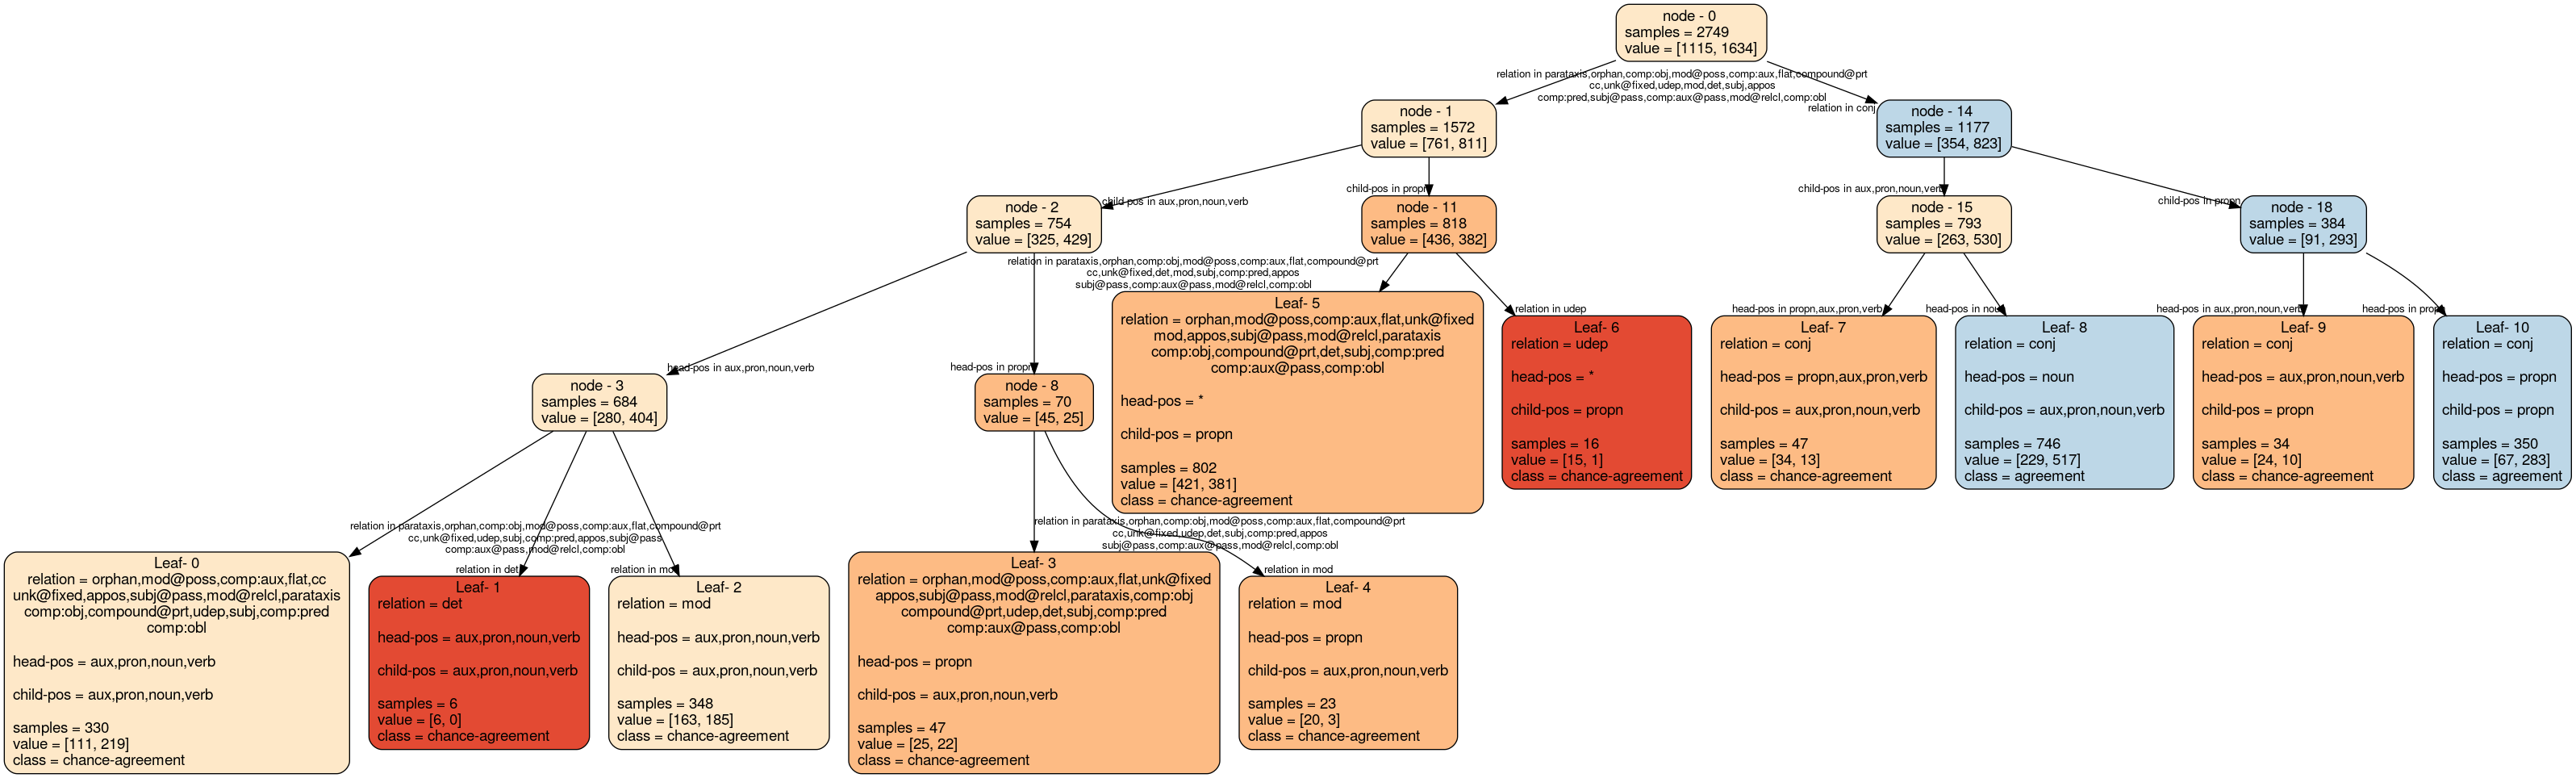 node - 0
samples = 2749
value = [1115, 1634]
relation in parataxis,orphan,comp:obj,mod@poss,comp:aux,flat,compound@prt
cc,unk@fixed,udep,mod,det,subj,appos
comp:pred,subj@pass,comp:aux@pass,mod@relcl,comp:obl
relation in conj
node - 1
samples = 1572
value = [761, 811]
node - 14
samples = 1177
value = [354, 823]
child-pos in aux,pron,noun,verb
child-pos in propn
child-pos in aux,pron,noun,verb
child-pos in propn
node - 2
samples = 754
value = [325, 429]
node - 11
samples = 818
value = [436, 382]
node - 15
samples = 793
value = [263, 530]
node - 18
samples = 384
value = [91, 293]
relation in parataxis,orphan,comp:obj,mod@poss,comp:aux,flat,compound@prt
cc,unk@fixed,det,mod,subj,comp:pred,appos
subj@pass,comp:aux@pass,mod@relcl,comp:obl
relation in udep
head-pos in propn,aux,pron,verb
head-pos in noun
head-pos in aux,pron,noun,verb
head-pos in propn
Leaf- 5
relation = orphan,mod@poss,comp:aux,flat,unk@fixed
mod,appos,subj@pass,mod@relcl,parataxis
comp:obj,compound@prt,det,subj,comp:pred
comp:aux@pass,comp:obl
head-pos = *
child-pos = propn
samples = 802
value = [421, 381]
class = chance-agreement
Leaf- 6
relation = udep
head-pos = *
child-pos = propn
samples = 16
value = [15, 1]
class = chance-agreement
Leaf- 7
relation = conj
head-pos = propn,aux,pron,verb
child-pos = aux,pron,noun,verb
samples = 47
value = [34, 13]
class = chance-agreement
Leaf- 8
relation = conj
head-pos = noun
child-pos = aux,pron,noun,verb
samples = 746
value = [229, 517]
class = agreement
Leaf- 9
relation = conj
head-pos = aux,pron,noun,verb
child-pos = propn
samples = 34
value = [24, 10]
class = chance-agreement
Leaf- 10
relation = conj
head-pos = propn
child-pos = propn
samples = 350
value = [67, 283]
class = agreement
head-pos in aux,pron,noun,verb
head-pos in propn
node - 3
samples = 684
value = [280, 404]
node - 8
samples = 70
value = [45, 25]
relation in parataxis,orphan,comp:obj,mod@poss,comp:aux,flat,compound@prt
cc,unk@fixed,udep,subj,comp:pred,appos,subj@pass
comp:aux@pass,mod@relcl,comp:obl
relation in det
relation in mod
relation in parataxis,orphan,comp:obj,mod@poss,comp:aux,flat,compound@prt
cc,unk@fixed,udep,det,subj,comp:pred,appos
subj@pass,comp:aux@pass,mod@relcl,comp:obl
relation in mod
Leaf- 0
relation = orphan,mod@poss,comp:aux,flat,cc
unk@fixed,appos,subj@pass,mod@relcl,parataxis
comp:obj,compound@prt,udep,subj,comp:pred
comp:obl
head-pos = aux,pron,noun,verb
child-pos = aux,pron,noun,verb
samples = 330
value = [111, 219]
class = chance-agreement
Leaf- 1
relation = det
head-pos = aux,pron,noun,verb
child-pos = aux,pron,noun,verb
samples = 6
value = [6, 0]
class = chance-agreement
Leaf- 2
relation = mod
head-pos = aux,pron,noun,verb
child-pos = aux,pron,noun,verb
samples = 348
value = [163, 185]
class = chance-agreement
Leaf- 3
relation = orphan,mod@poss,comp:aux,flat,unk@fixed
appos,subj@pass,mod@relcl,parataxis,comp:obj
compound@prt,udep,det,subj,comp:pred
comp:aux@pass,comp:obl
head-pos = propn
child-pos = aux,pron,noun,verb
samples = 47
value = [25, 22]
class = chance-agreement
Leaf- 4
relation = mod
head-pos = propn
child-pos = aux,pron,noun,verb
samples = 23
value = [20, 3]
class = chance-agreement